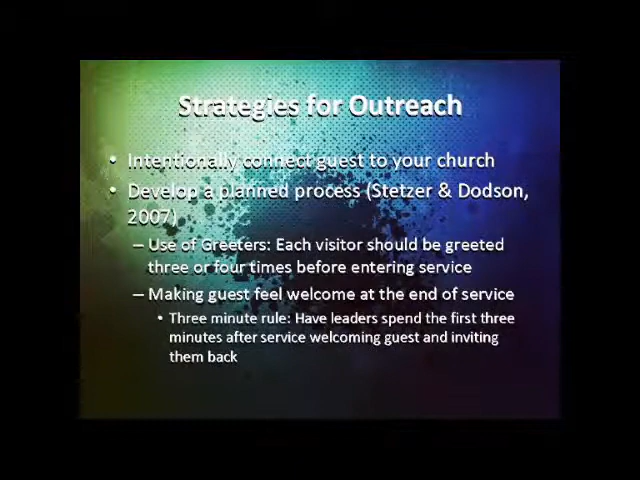 Strategies for Outreach
• Intentionally connect guest to your church
• Develop a planned process (Stetzer & Dodson,
2007)
– Use of Greeters: Each visitor should be greeted
three or four times before entering service
– Making guest feel welcome at the end of service
• Three minute rule: Have leaders spend the first three
minutes after service welcoming guest and inviting
them back